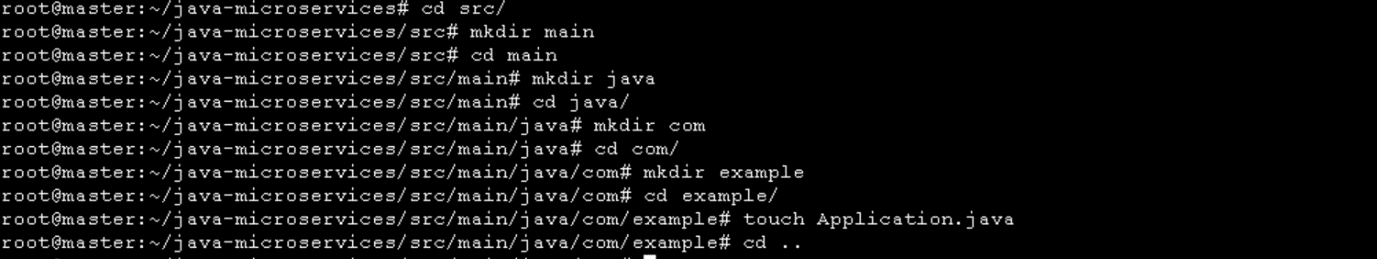 root@master:~/java-microservices# cd src/
root@master:~/java-microservices/src# mkdir main
root@master:~/java-microservices/src# cd main
root@master:~/java-microservices/src/main# mkdir java
root@master:~/java-microservices/src/main# cd java/
root@master:~/java-microservices/src/main/java# mkdir com
root@master:~/java-microservices/src/main/java# cd com/
root@master:~/java-microservices/src/main/java/com# mkdir example
root@master:~/java-microservices/src/main/java/com# cd example/
root@master:~/java-microservices/src/main/java/com/example# touch Application.java
root@master:~/java-microservices/src/main/java/com/example# cd ..